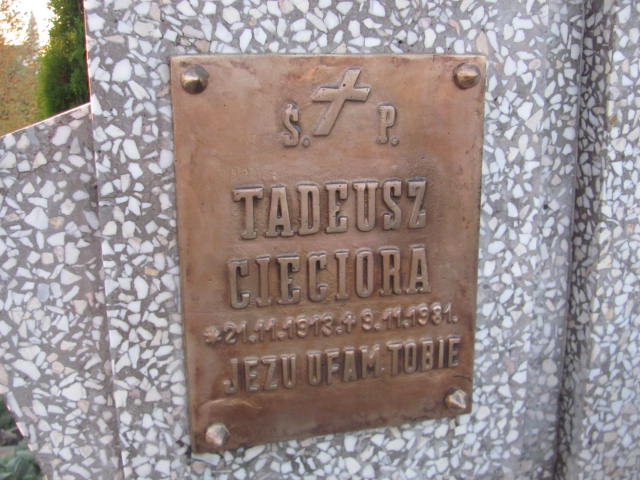 Ś. P.
TADEUSZ
CIECIORA
*21.11.1913.+9.11.1981.
JEZU UFAM TOBIE